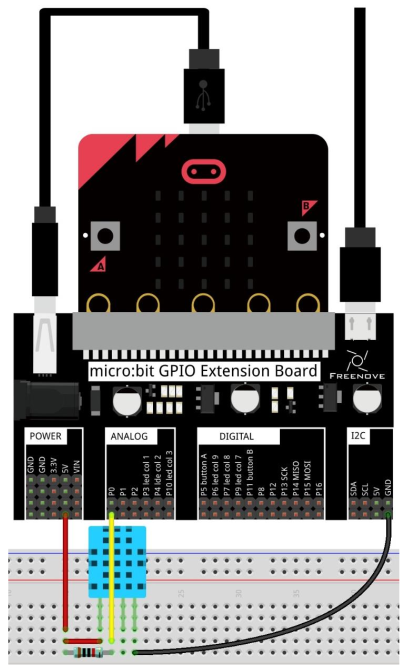 B
A
micro:bit GPIO Extension Board
FREENOVE
POWER
ANALOG
DIGITAL
I2C
GND
GND
3.3V
5V
VIN
P0
P1
P2
P3 led col 1
P4 lde col 2
P10 led col 3
P5 button A
P6 led col 9
P7 led col 8
P9 led col 7
P11 button B
P8
P12
P13 SCK
P14 MISO
P15 MOSI
P16
SDA
SCL
5V
GND
25
30
35